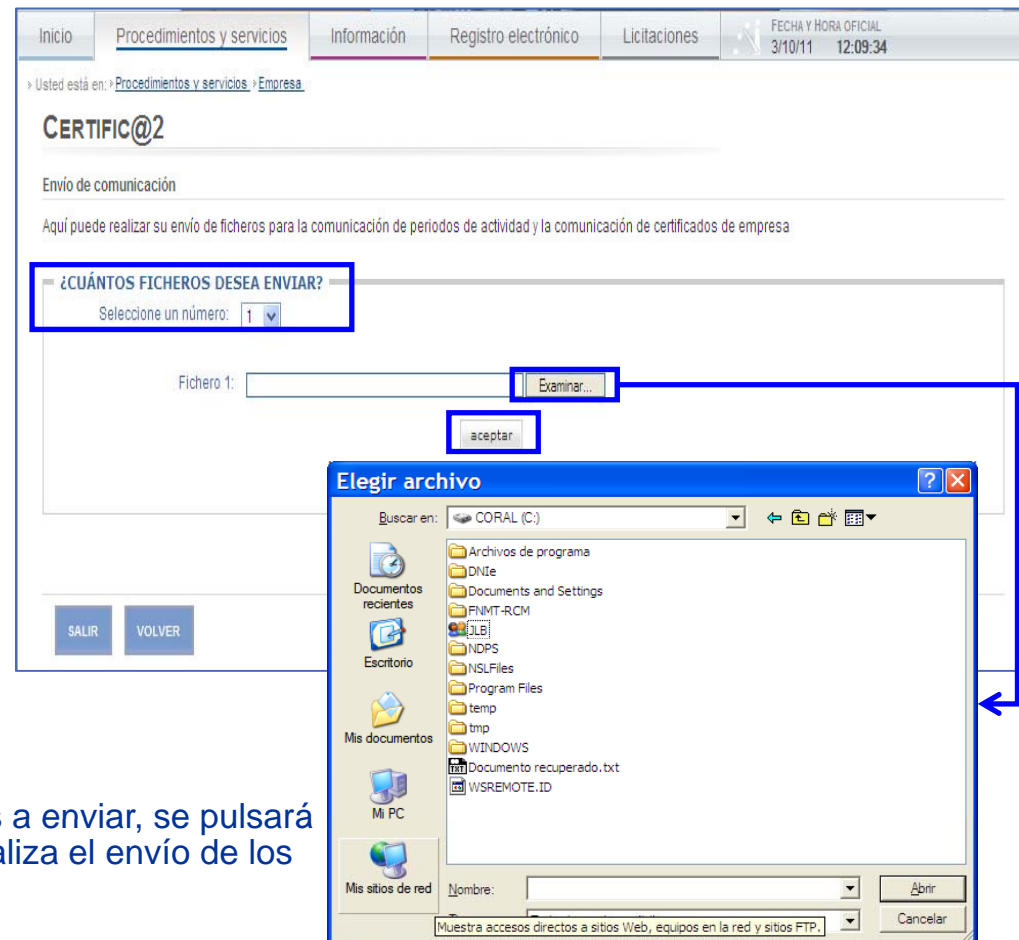 Inicio Procedimientos y servicios Información Registro electrónico Licitaciones FECHA Y HORA OFICIAL
3/10/11 12:09:34
› Usted está en: › Procedimientos y servicios › Empresa
CERTIFIC@2
Envío de comunicación
Aquí puede realizar su envío de ficheros para la comunicación de periodos de actividad y la comunicación de certificados de empresa
¿CUÁNTOS FICHEROS DESEA ENVIAR?
Seleccione un número: 1
Fichero 1: Examinar...
aceptar
SALIR VOLVER
Elegir archivo
Buscar en: CORAL (C:)
Documentos recientes
Escritorio
Mis documentos
Mi PC
Mis sitios de red
Archivos de programa
DNIe
Documents and Settings
FNMT-RCM
JLB
NDPS
NSLFiles
Program Files
temp
tmp
WINDOWS
Documento recuperado.txt
WSREMOTE.ID
Nombre: Abrir
Cancelar
Muestra accesos directos a sitios Web, equipos en la red y sitios FTP.
s a enviar, se pulsará
aliza el envío de los